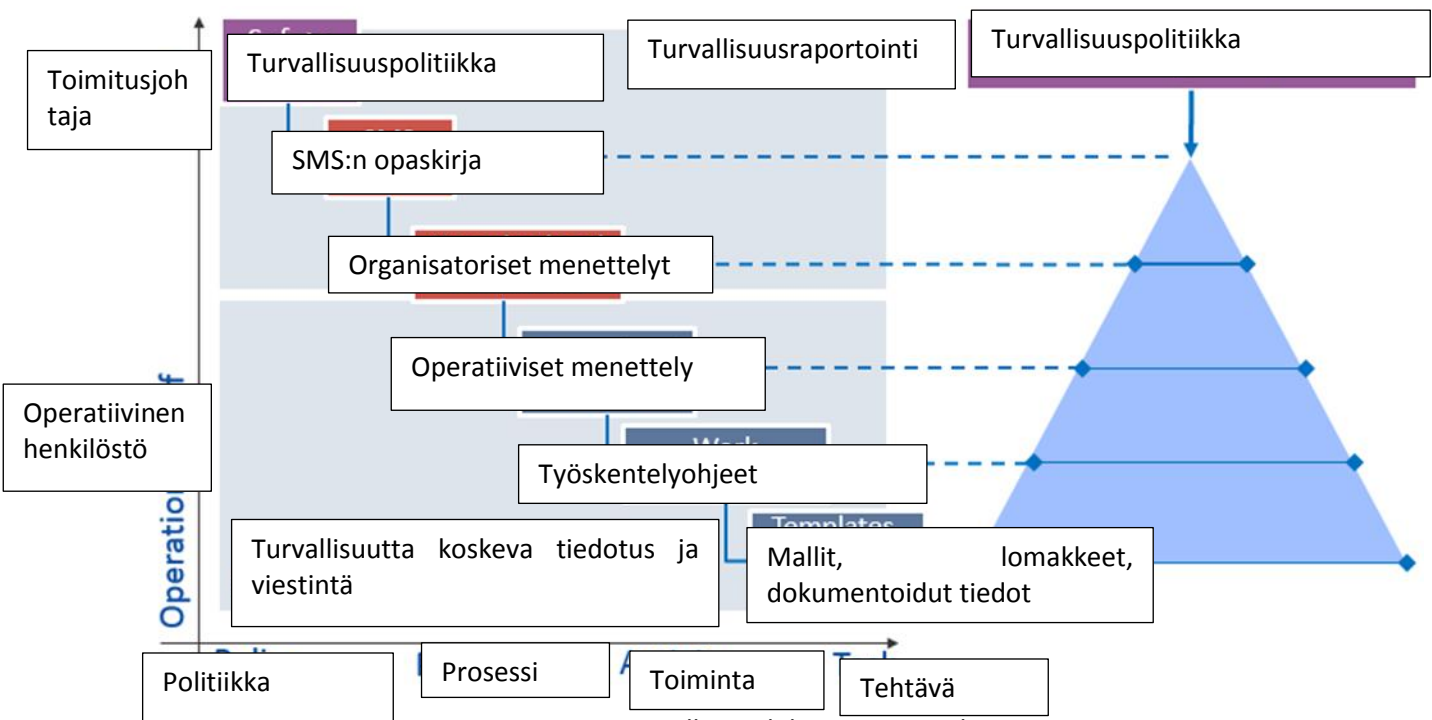 Turvallisuuspolitiikka
Turvallisuusraportointi
Turvallisuuspolitiikka
Toimitusjoh
taja
SMS:n opaskirja
Organisatoriset menettelyt
Operatiiviset menettely
Operatiivinen
henkilöstö
Työskentelyohjeet
Templates
Turvallisuutta koskeva tiedotus ja
viestintä
Mallit, lomakkeet,
dokumentoidut tiedot
Politiikka
Prosessi
Toiminta
Tehtävä